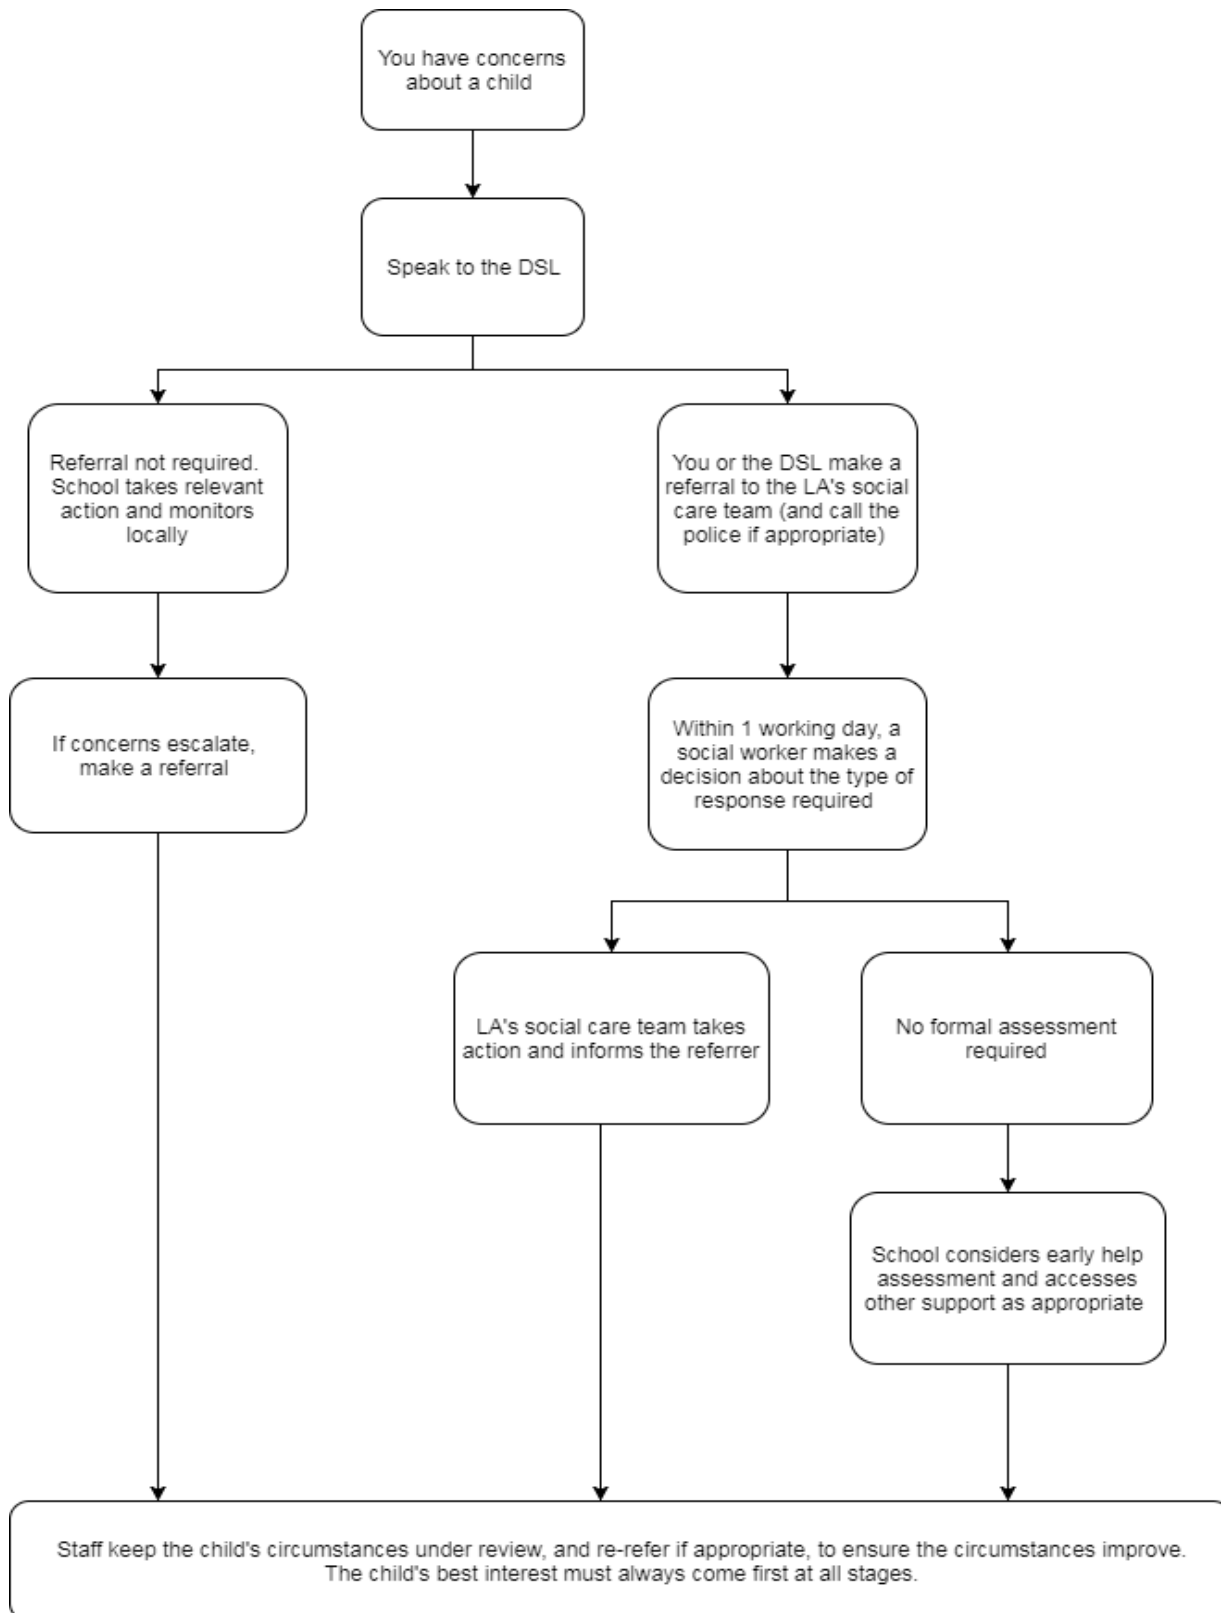 You have concerns
about a child
Speak to the DSL
Referral not required.
School takes relevant
action and monitors
locally
You or the DSL make a
referral to the LA's social
care team (and call the
police if appropriate)
If concerns escalate,
make a referral
Within 1 working day, a
social worker makes a
decision about the type of
response required
LA's social care team takes
action and informs the referrer
No formal assessment
required
School considers early help
assessment and accesses
other support as appropriate
Staff keep the child's circumstances under review, and re-refer if appropriate, to ensure the circumstances improve.
The child's best interest must always come first at all stages.